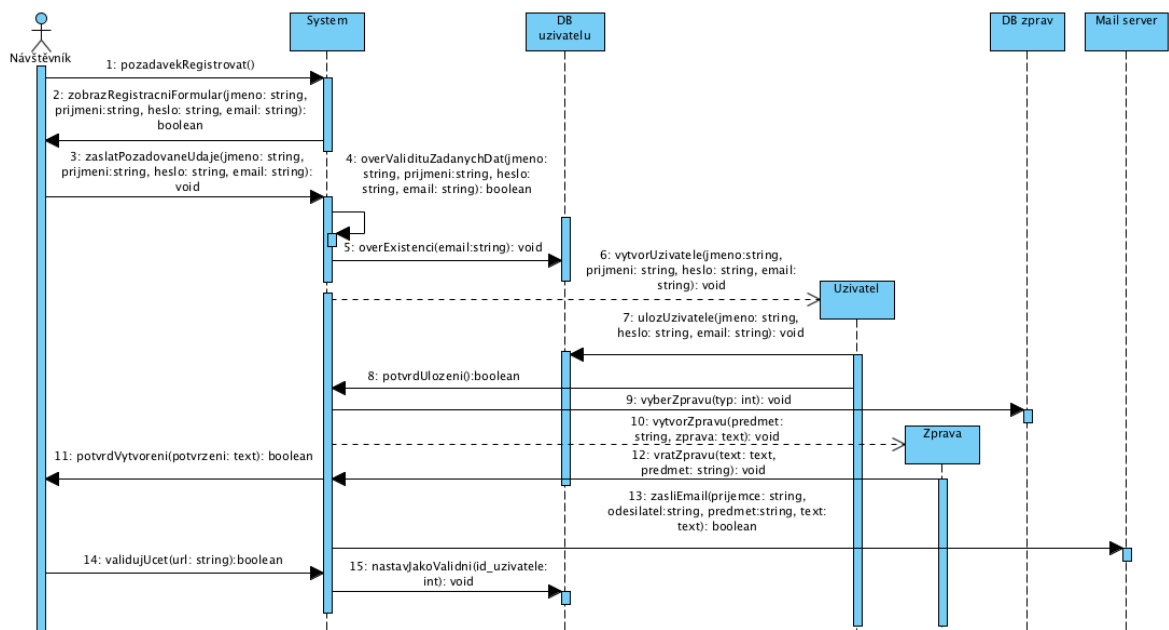 System
DB
uzivatelu
DB zprav
Mail server
Návštěvník
1: pozadavekRegistrovat()
2: zobrazRegistracniFormular(jmeno: string,
prijmeni:string, heslo: string, email: string):
boolean
3: zaslatPozadovaneUdaje(jmeno: string,
prijmeni:string, heslo: string, email: string):
void
4: overValidituZadanychDat(jmeno:
string, prijmeni:string, heslo:
string, email: string): boolean
5: overExistenci(email:string): void
6: vytvorUzivatele(jmeno:string,
prijmeni: string, heslo: string, email:
string): void
Uzivatel
7: ulozUzivatele(jmeno: string,
heslo: string, email: string): void
8: potvrdUlozeni():boolean
9: vyberZpravu(typ: int): void
10: vytvorZpravu(predmet:
string, zprava: text): void
Zprava
11: potvrdVytvoreni(potvrzeni: text): boolean
12: vratZpravu(text: text,
predmet: string): void
13: zasliEmail(prijemce: string,
odesilatel:string, predmet:string, text:
text): boolean
14: validujUcet(url: string):boolean
15: nastavJakoValidni(id_uzivatele:
int): void